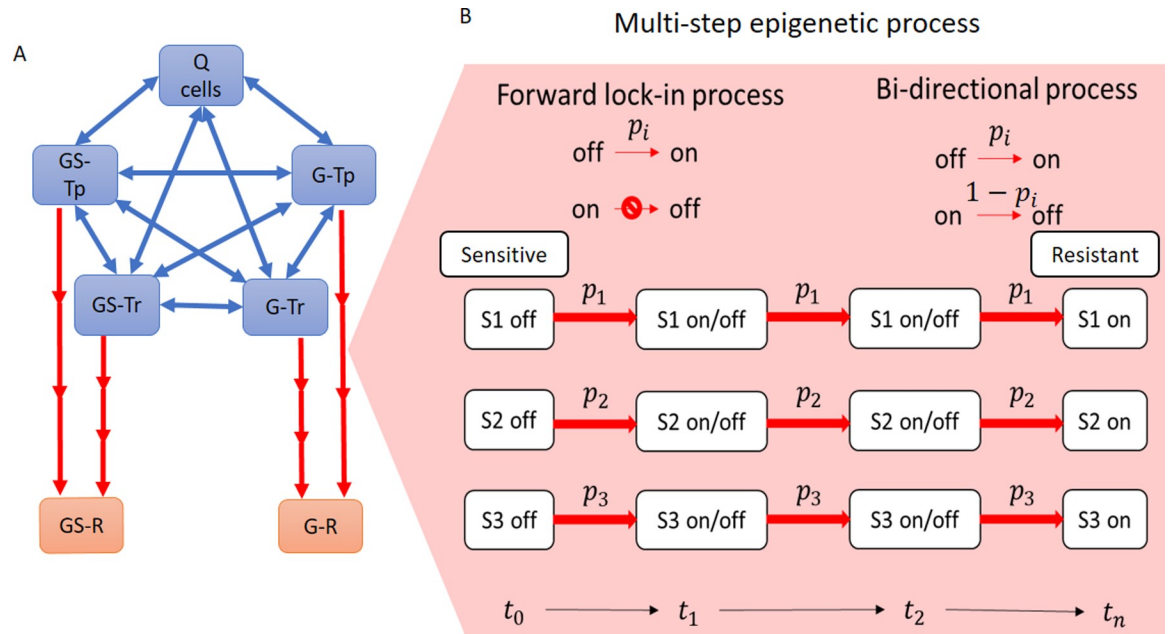 A
Q
cells
GS-
Tp
G-Tp
GS-Tr
G-Tr
GS-R
G-R
B
Multi-step epigenetic process
Forward lock-in process
off p_i on
on off
Bi-directional process
off p_i on
on 1 − p_i off
Sensitive
Resistant
S1 off p_1 S1 on/off p_1 S1 on/off p_1 S1 on
S2 off p_2 S2 on/off p_2 S2 on/off p_2 S2 on
S3 off p_3 S3 on/off p_3 S3 on/off p_3 S3 on
t_0 t_1 t_2 t_n